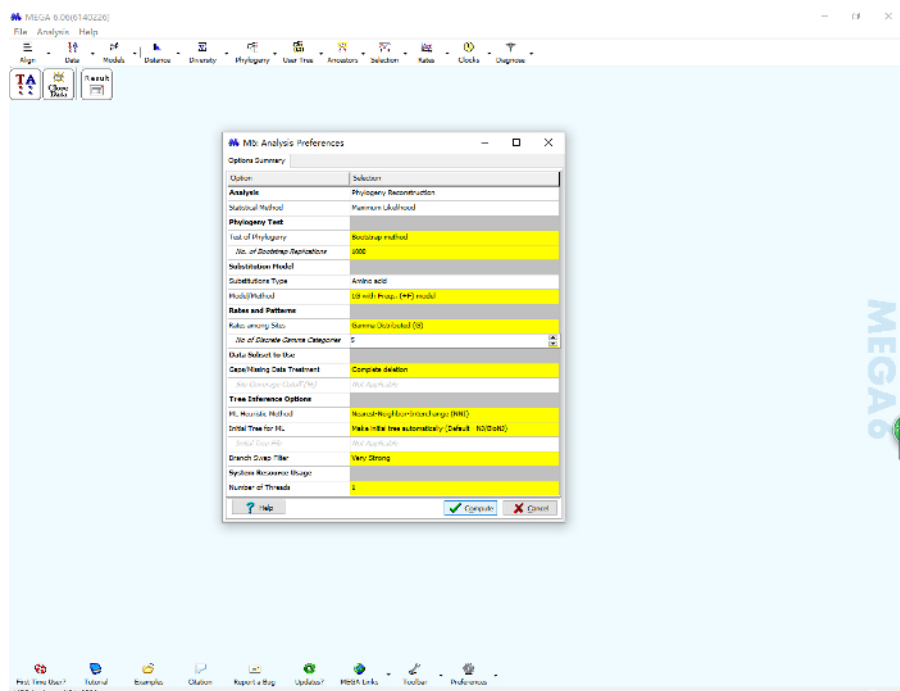 MEGA 6.06(6140226)
File Analysis Help
Align Data Models Distance Diversity Phylogeny User Tree Ancestors Selection Rates Clocks Diagnose
TA Close Data Result
M6: Analysis Preferences
Options Summary
Option Selection
Analysis Phylogeny Reconstruction
Statistical Method Maximum Likelihood
Phylogeny Test
Test of Phylogeny Bootstrap method
No. of Bootstrap Replications 1000
Substitution Model
Substitutions Type Amino acid
Model/Method LG with Freqs. (+F) model
Rates and Patterns
Rates among Sites Gamma Distributed (G)
No of Discrete Gamma Categories 5
Data Subset to Use
Gaps/Missing Data Treatment Complete deletion
Site Coverage Cutoff (%) Not Applicable
Tree Inference Options
ML Heuristic Method Nearest-Neighbor-Interchange (NNI)
Initial Tree for ML Make initial tree automatically (Default - NJ/BioNJ)
Initial Tree File Not Applicable
Branch Swap Filter Very Strong
System Resource Usage
Number of Threads 1
? Help Compute Cancel
MEGA6
First Time User? Tutorial Examples Citation Report a Bug Updates? MEGA Links Toolbar Preferences